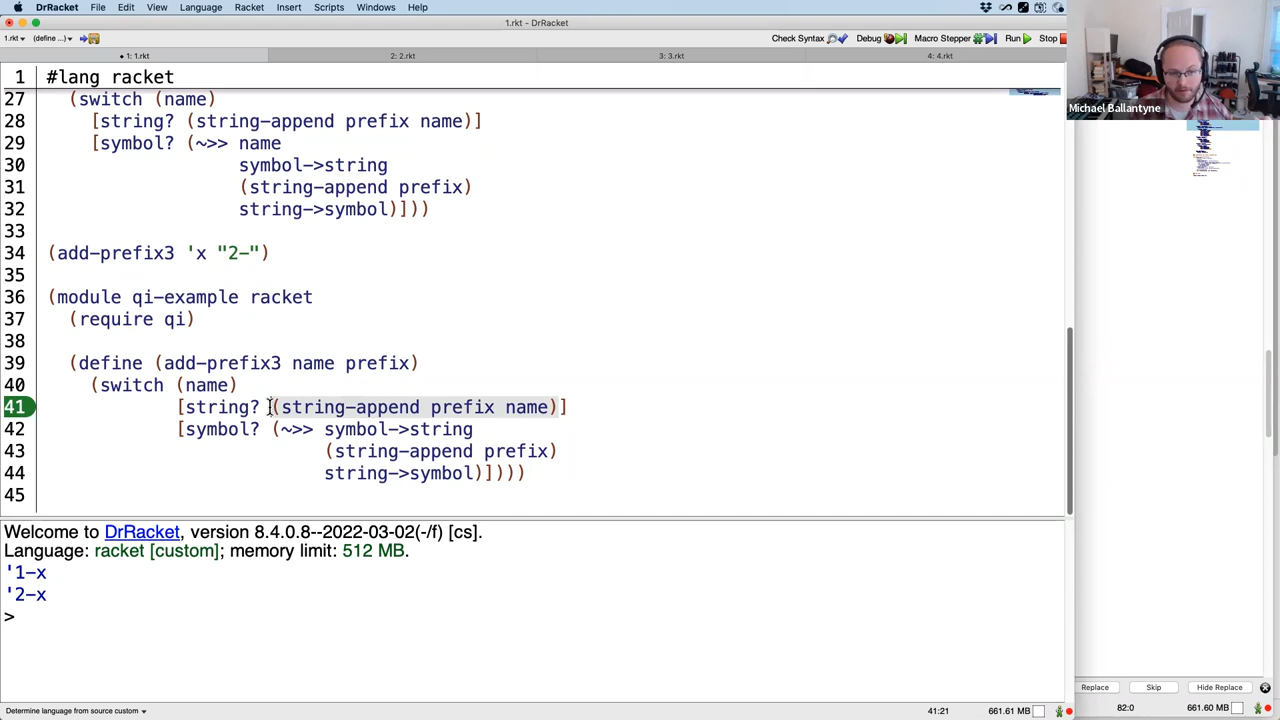 DrRacket File Edit View Language Racket Insert Scripts Windows Help
1.rkt - DrRacket
1.rkt (define ...) Check Syntax Debug Macro Stepper Run Stop
• 1: 1.rkt 2: 2.rkt 3: 3.rkt 4: 4.rkt
1 #lang racket
27 (switch (name)
28 [string? (string-append prefix name)]
29 [symbol? (~>> name
30 symbol->string
31 (string-append prefix)
32 string->symbol)]))
33
34 (add-prefix3 'x "2-")
35
36 (module qi-example racket
37 (require qi)
38
39 (define (add-prefix3 name prefix)
40 (switch (name)
41 [string? (string-append prefix name)]
42 [symbol? (~>> symbol->string
43 (string-append prefix)
44 string->symbol)])))
45
Welcome to DrRacket, version 8.4.0.8--2022-03-02(-/f) [cs].
Language: racket [custom]; memory limit: 512 MB.
'1-x
'2-x
>
Determine language from source custom 41:21 661.61 MB
Michael Ballantyne
Replace Skip Hide Replace
82:0 661.60 MB